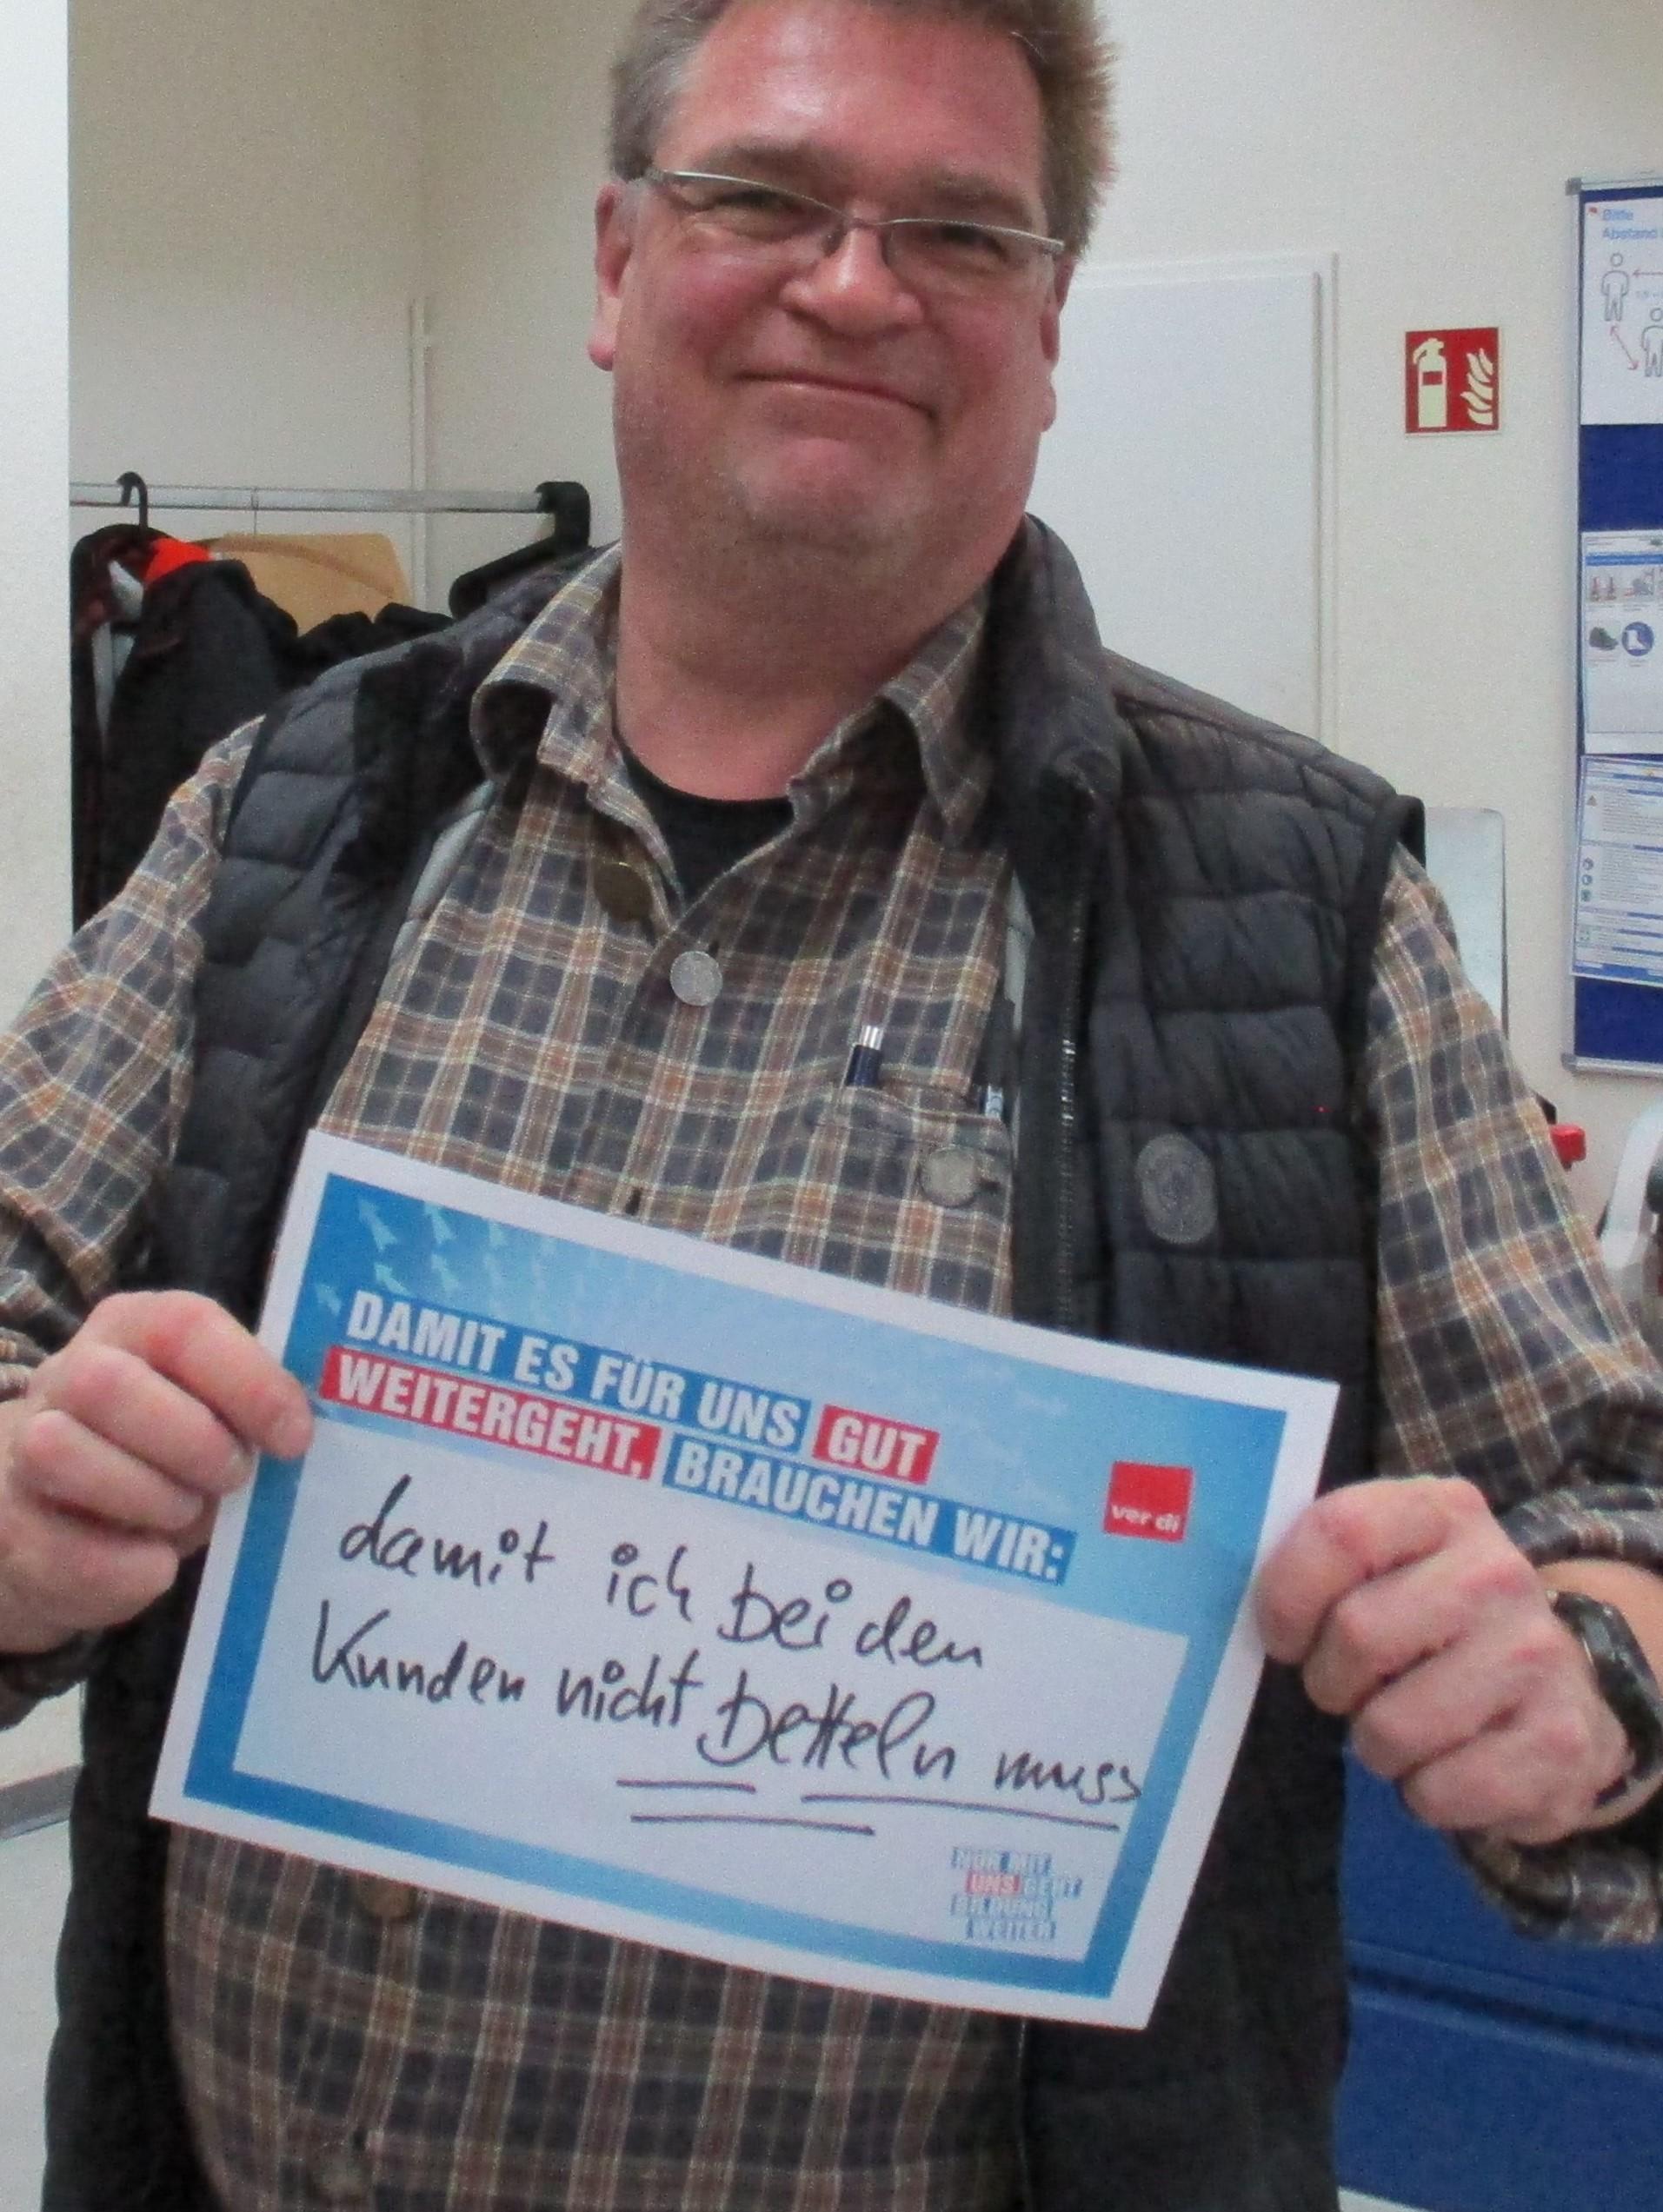 Bitte
Abstand
DAMIT ES FÜR UNS GUT
WEITERGEHT, BRAUCHEN WIR:
ver di
damit ich bei den
Kunden nicht betteln muss
NUR MIT
UNS GEHT
BILDUNG
WEITER